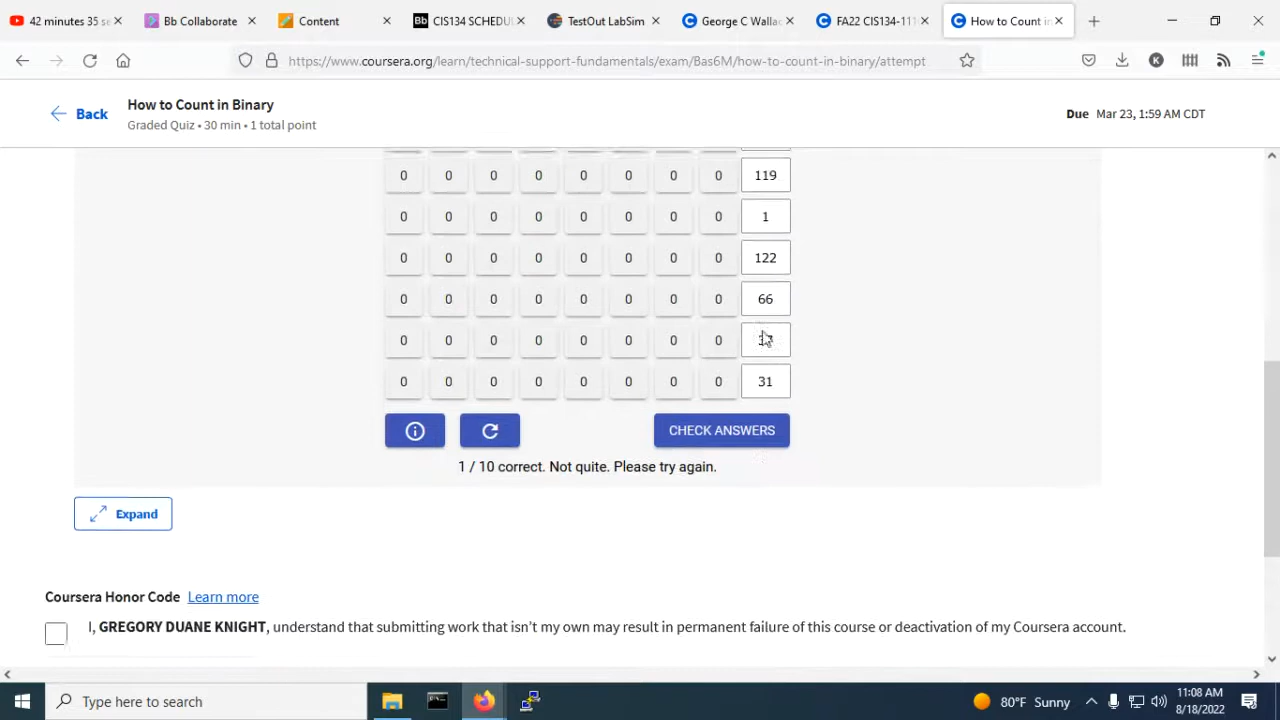 42 minutes 35 se
Bb Collaborate
Content
Bb CIS134 SCHEDU
TestOut LabSim
George C Wallac
FA22 CIS134-111
How to Count in
https://www.coursera.org/learn/technical-support-fundamentals/exam/Bas6M/how-to-count-in-binary/attempt
K
Back
How to Count in Binary
Graded Quiz • 30 min • 1 total point
Due Mar 23, 1:59 AM CDT
0 0 0 0 0 0 0 0 119
0 0 0 0 0 0 0 0 1
0 0 0 0 0 0 0 0 122
0 0 0 0 0 0 0 0 66
0 0 0 0 0 0 0 0
0 0 0 0 0 0 0 0 31
CHECK ANSWERS
1 / 10 correct. Not quite. Please try again.
Expand
Coursera Honor Code Learn more
I, GREGORY DUANE KNIGHT, understand that submitting work that isn't my own may result in permanent failure of this course or deactivation of my Coursera account.
Type here to search
80°F Sunny
11:08 AM
8/18/2022